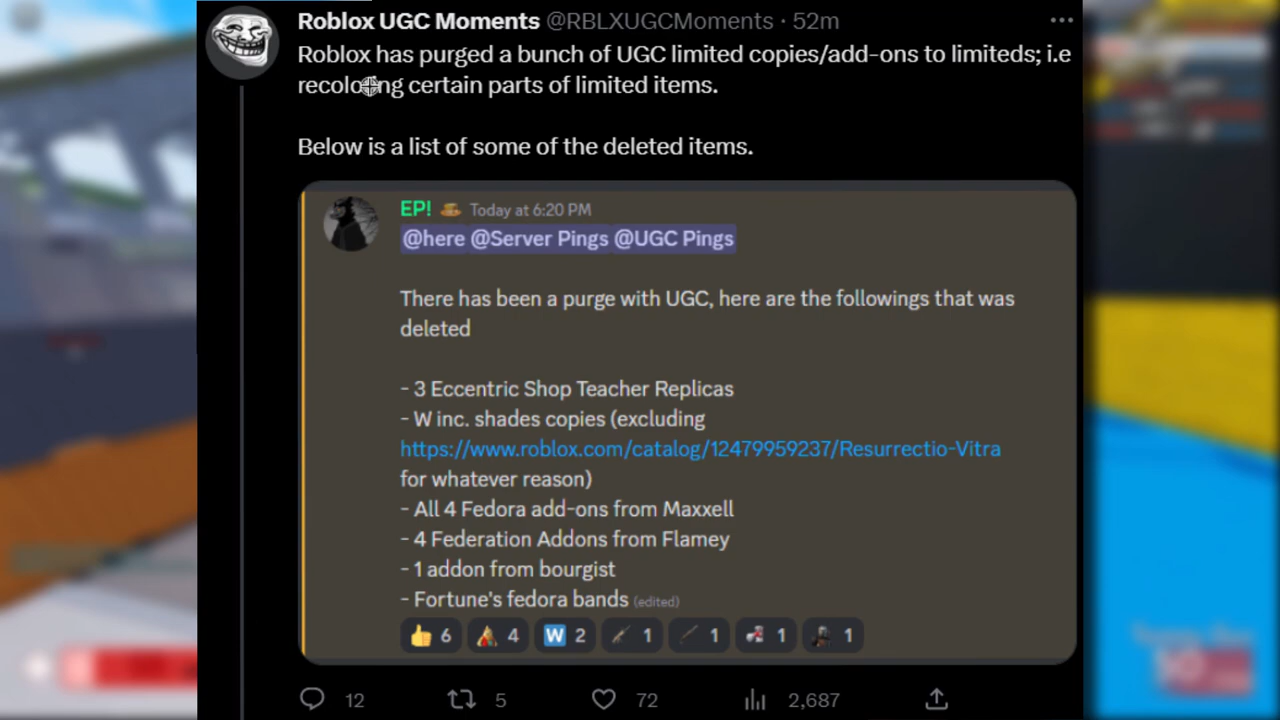 Roblox UGC Moments @RBLXUGCMoments · 52m
Roblox has purged a bunch of UGC limited copies/add-ons to limiteds; i.e
recoloring certain parts of limited items.
Below is a list of some of the deleted items.
EP! Today at 6:20 PM
@here @Server Pings @UGC Pings
There has been a purge with UGC, here are the followings that was
deleted
- 3 Eccentric Shop Teacher Replicas
- W inc. shades copies (excluding
https://www.roblox.com/catalog/12479959237/Resurrectio-Vitra
for whatever reason)
- All 4 Fedora add-ons from Maxxell
- 4 Federation Addons from Flamey
- 1 addon from bourgist
- Fortune's fedora bands (edited)
6 4 W 2 1 1 1 1
12 5 72 2,687